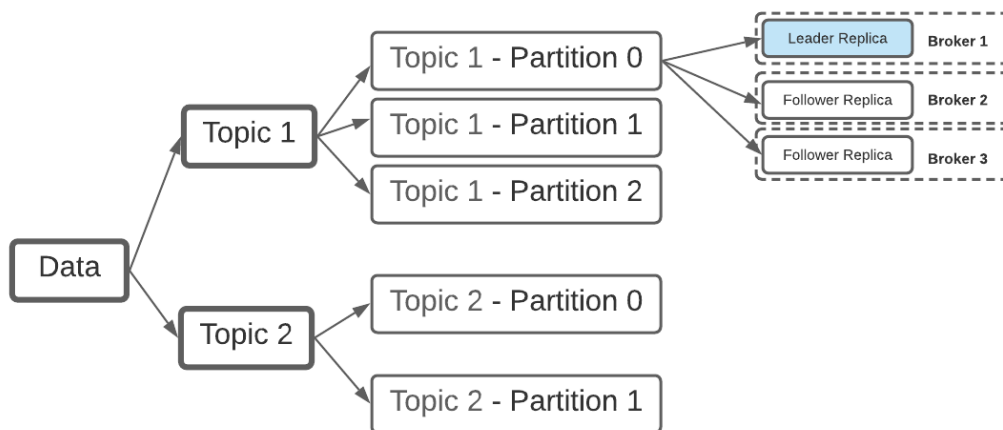 Data
Topic 1
Topic 2
Topic 1 - Partition 0
Topic 1 - Partition 1
Topic 1 - Partition 2
Topic 2 - Partition 0
Topic 2 - Partition 1
Leader Replica Broker 1
Follower Replica Broker 2
Follower Replica Broker 3